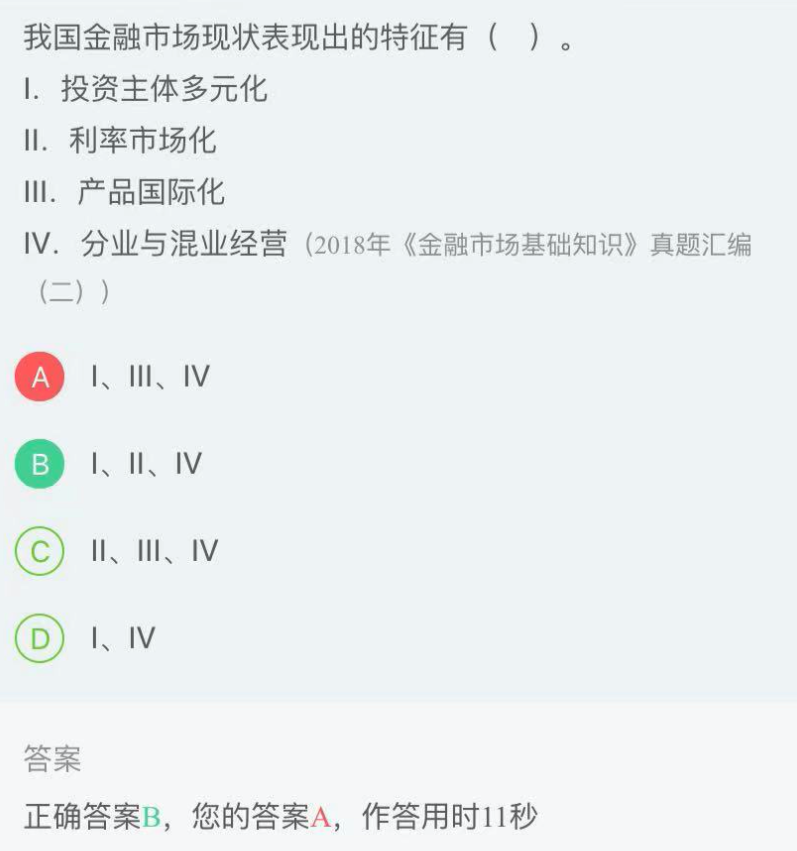 我国金融市场现状表现出的特征有（ ）。
I. 投资主体多元化
II. 利率市场化
III. 产品国际化
IV. 分业与混业经营（2018年《金融市场基础知识》真题汇编
（二））
A I、III、IV
B I、II、IV
C II、III、IV
D I、IV
答案
正确答案B，您的答案A，作答用时11秒